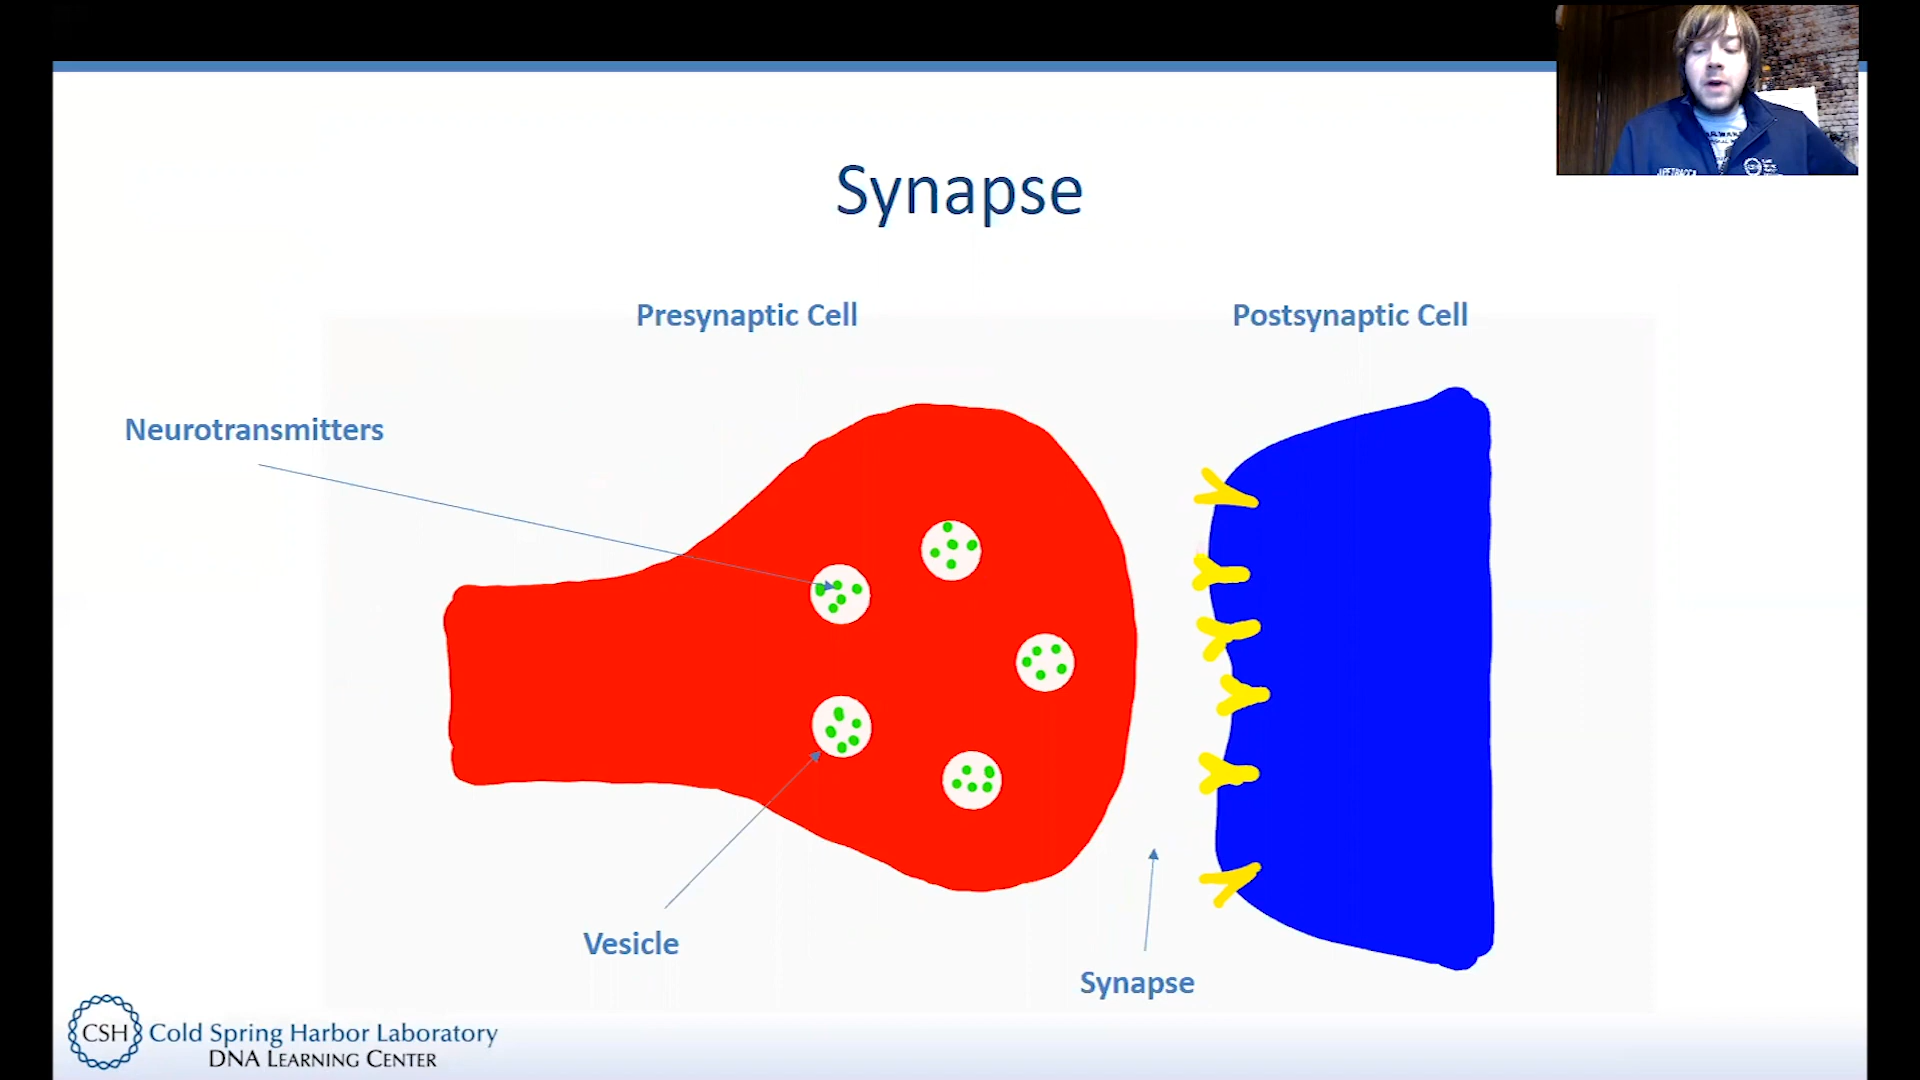 Synapse
Presynaptic Cell
Postsynaptic Cell
Neurotransmitters
Vesicle
Synapse
CSH
Cold Spring Harbor Laboratory
DNA LEARNING CENTER